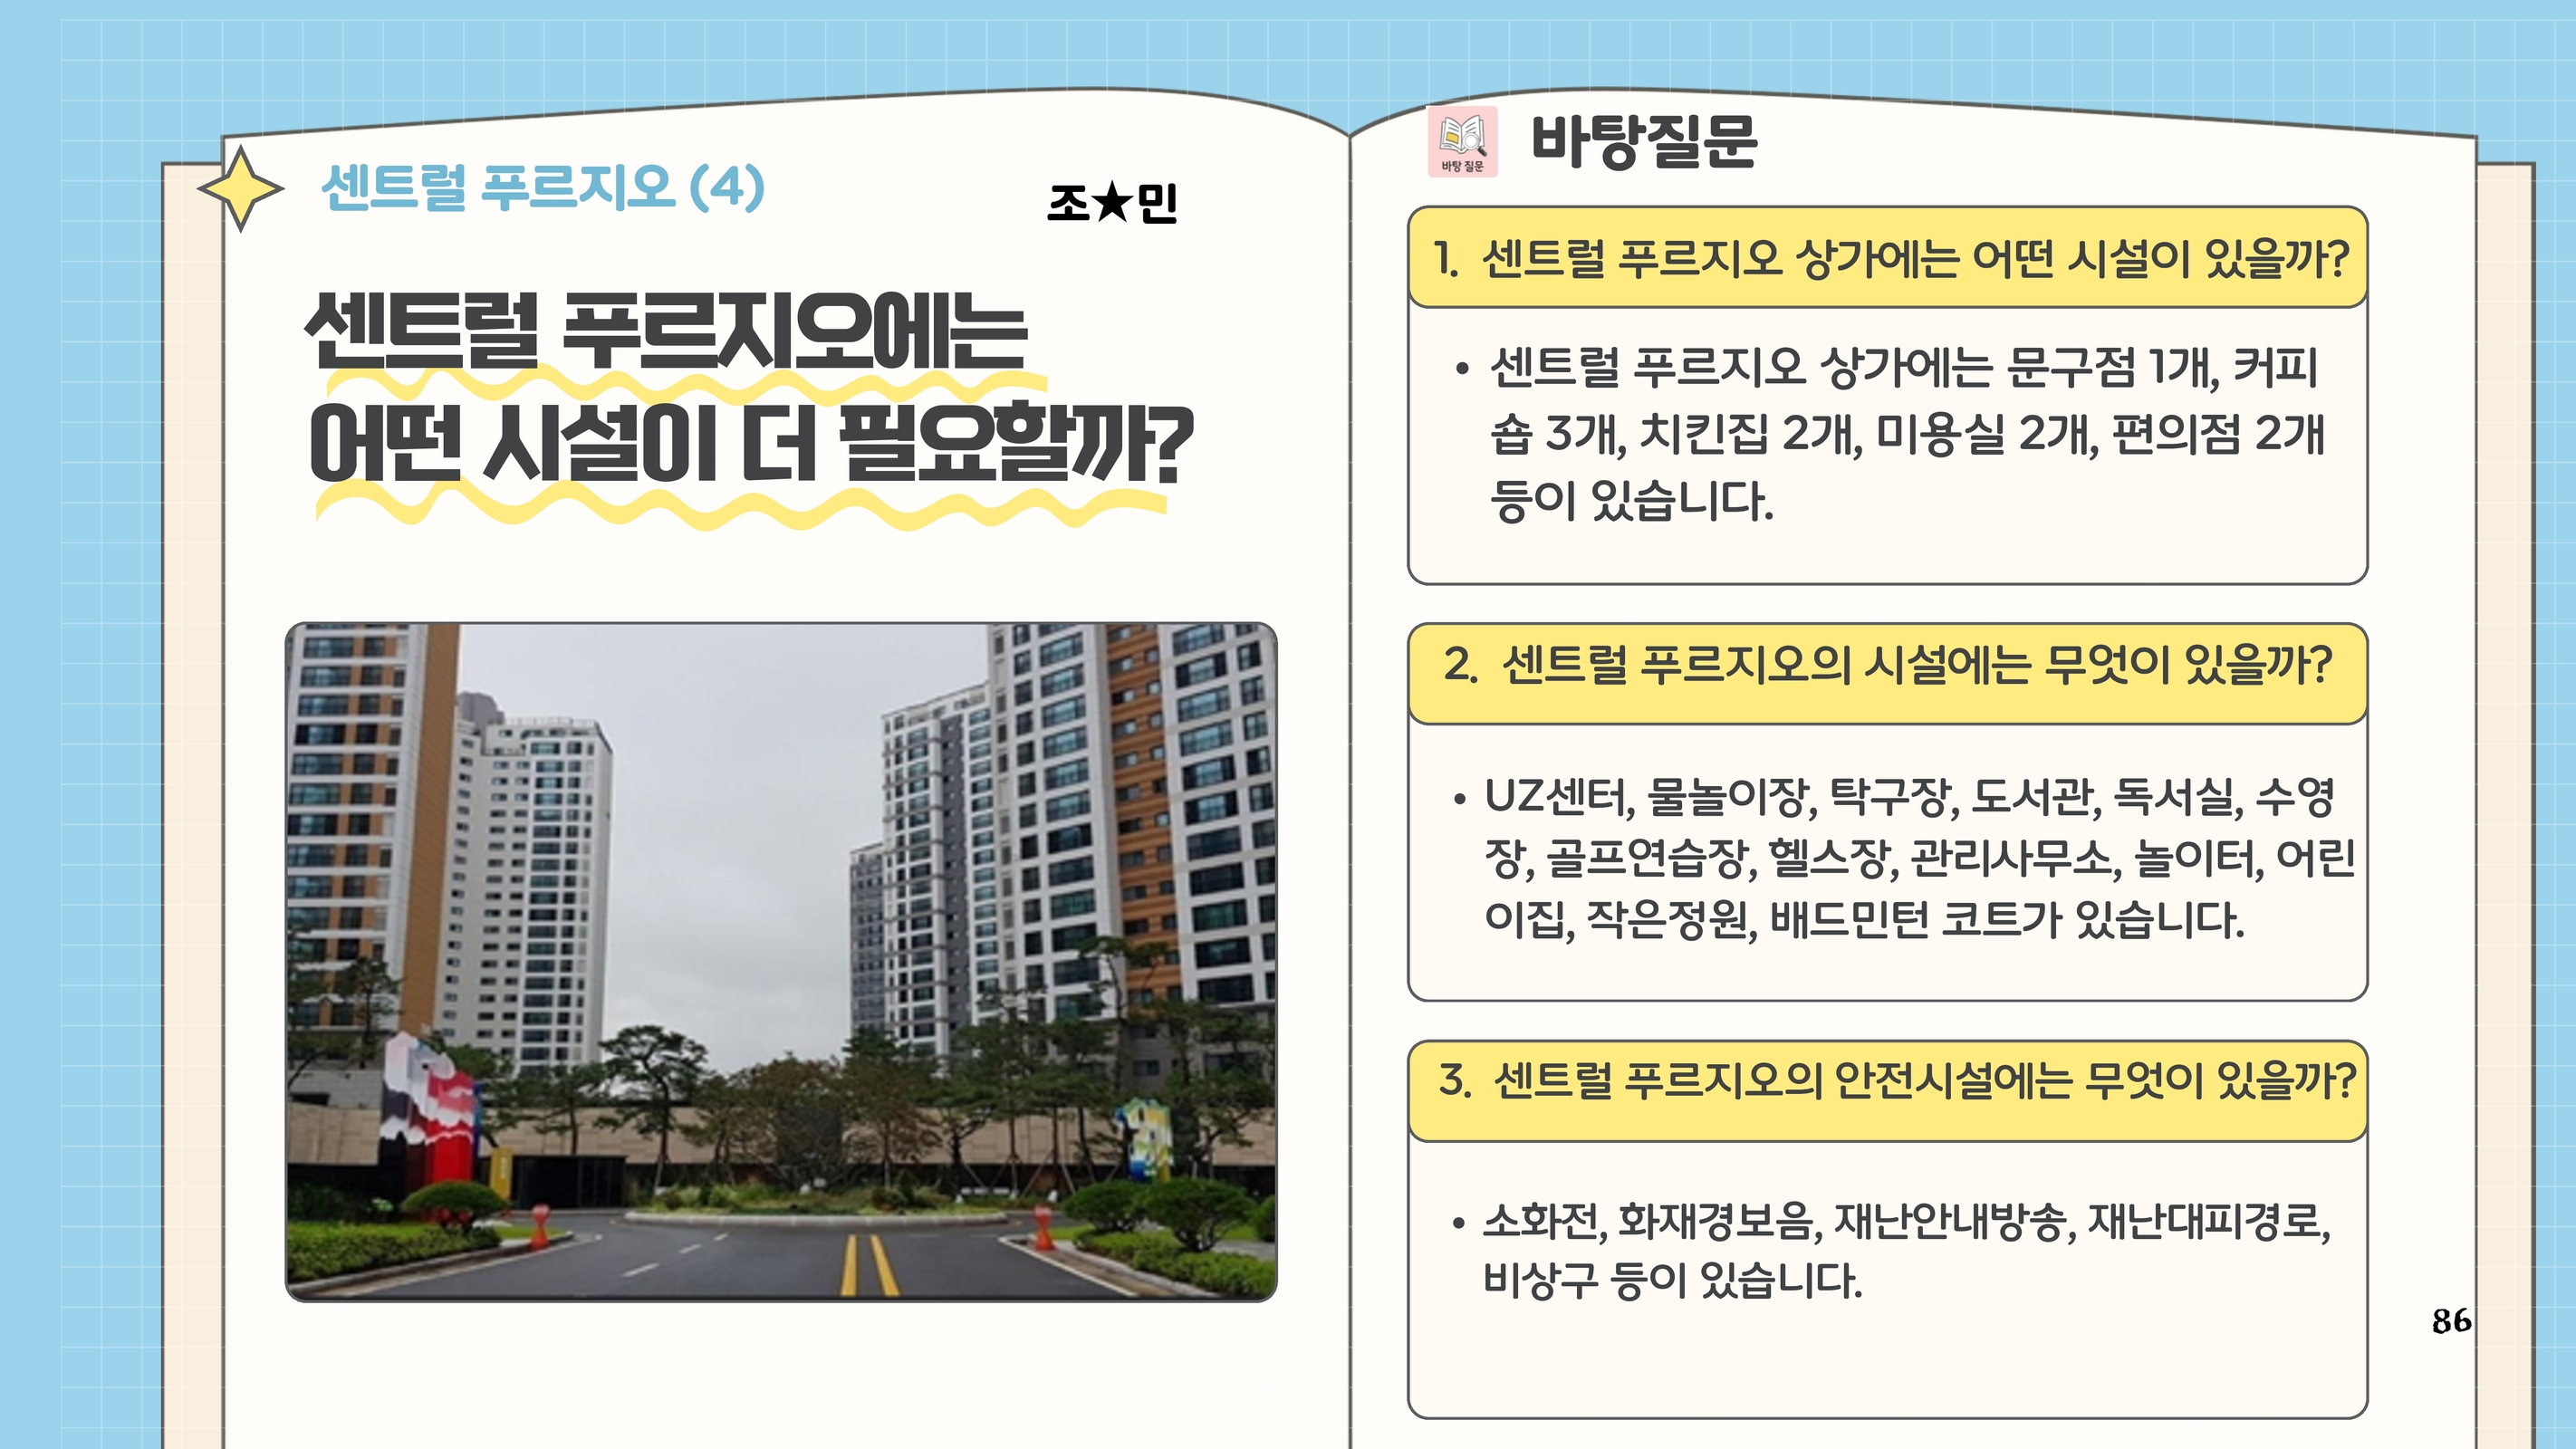 센트럴 푸르지오 (4)
조★민
센트럴 푸르지오에는
어떤 시설이 더 필요할까?
바탕 질문
바탕질문
1. 센트럴 푸르지오 상가에는 어떤 시설이 있을까?
• 센트럴 푸르지오 상가에는 문구점 1개, 커피
숍 3개, 치킨집 2개, 미용실 2개, 편의점 2개
등이 있습니다.
2. 센트럴 푸르지오의 시설에는 무엇이 있을까?
• UZ센터, 물놀이장, 탁구장, 도서관, 독서실, 수영
장, 골프연습장, 헬스장, 관리사무소, 놀이터, 어린
이집, 작은정원, 배드민턴 코트가 있습니다.
3. 센트럴 푸르지오의 안전시설에는 무엇이 있을까?
• 소화전, 화재경보음, 재난안내방송, 재난대피경로,
비상구 등이 있습니다.
86